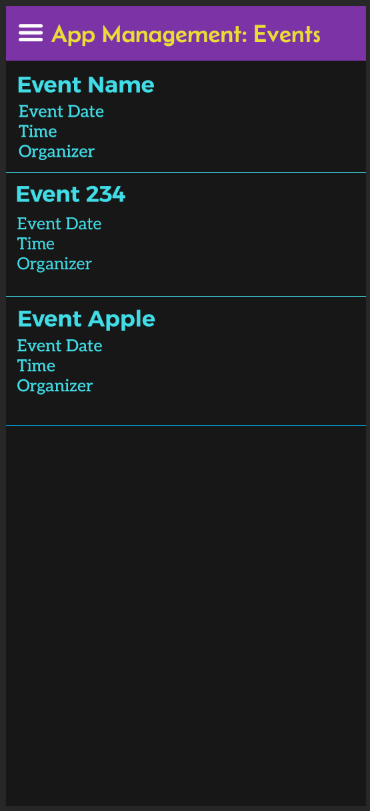 App Management: Events
Event Name
Event Date
Time
Organizer
Event 234
Event Date
Time
Organizer
Event Apple
Event Date
Time
Organizer